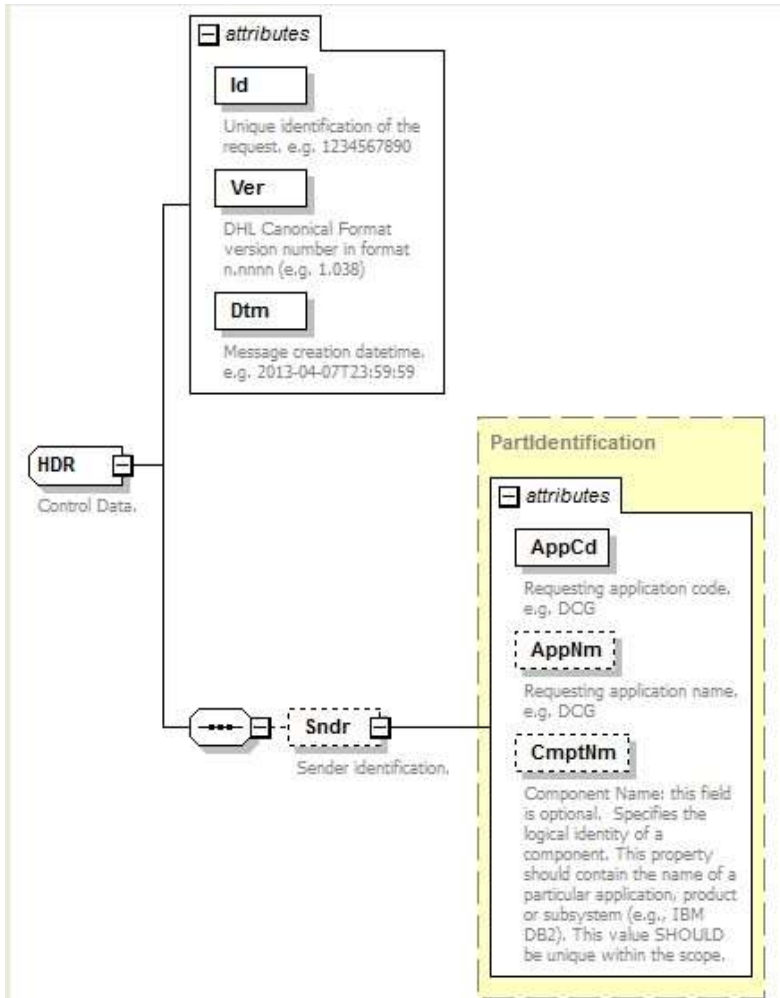 attributes
Id
Unique identification of the
request. e.g. 1234567890
Ver
DHL Canonical Format
version number in format
n.nnnn (e.g. 1.038)
Dtm
Message creation datetime.
e.g. 2013-04-07T23:59:59
HDR
Control Data.
PartIdentification
attributes
AppCd
Requesting application code.
e.g. DCG
AppNm
Requesting application name.
e.g. DCG
Sndr
Sender identification.
CmptNm
Component Name: this field
is optional. Specifies the
logical identity of a
component. This property
should contain the name of a
particular application, product
or subsystem (e.g., IBM
DB2). This value SHOULD
be unique within the scope.